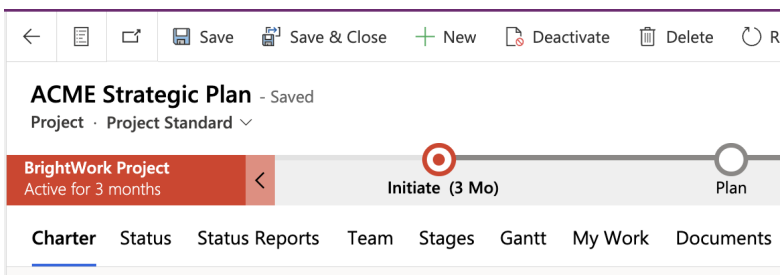 Save Save & Close New Deactivate Delete R
ACME Strategic Plan - Saved
Project · Project Standard
BrightWork Project
Active for 3 months
Initiate (3 Mo) Plan
Charter Status Status Reports Team Stages Gantt My Work Documents